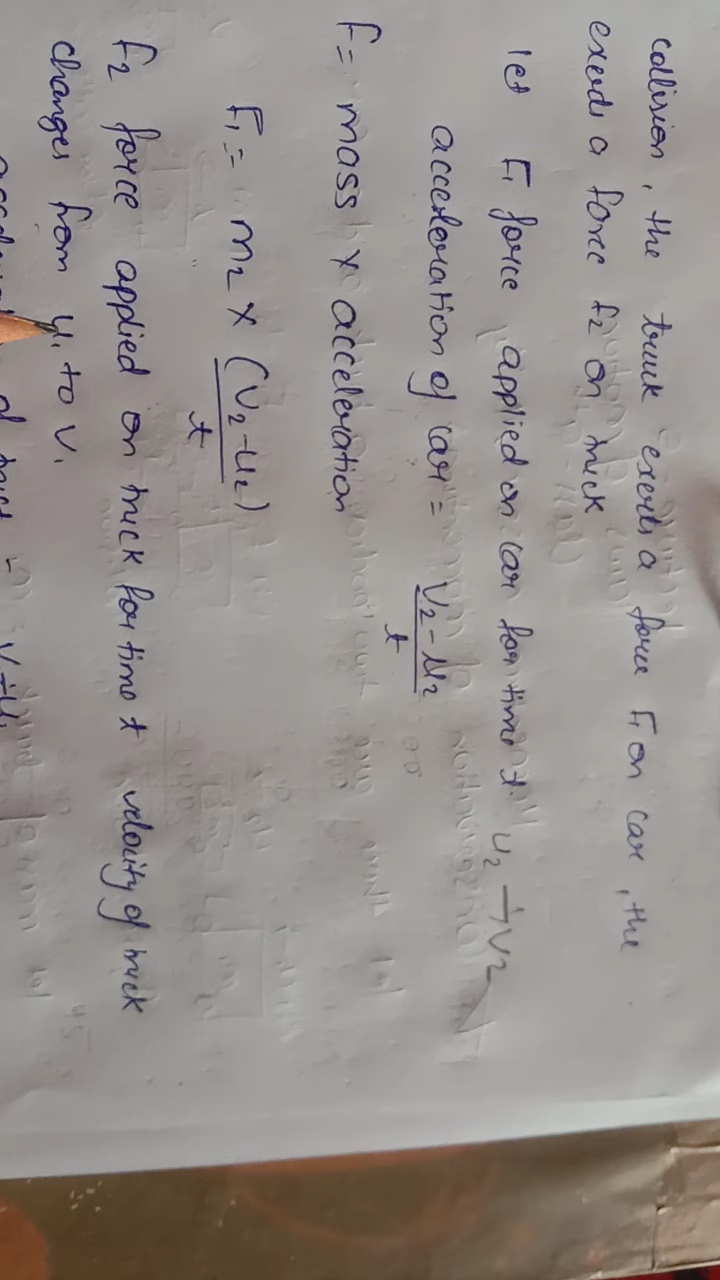 collision, the truck exerts a force F1 on car, the
exerts a force f2 on truck
let F1 force applied on car for time t. u2 → v2
acceleration of car = v2 - u2 / t
F = mass x acceleration
F1 = m2 x (v2 - u2) / t
F2 force applied on truck for time t velocity of truck
changes from u1 to v1